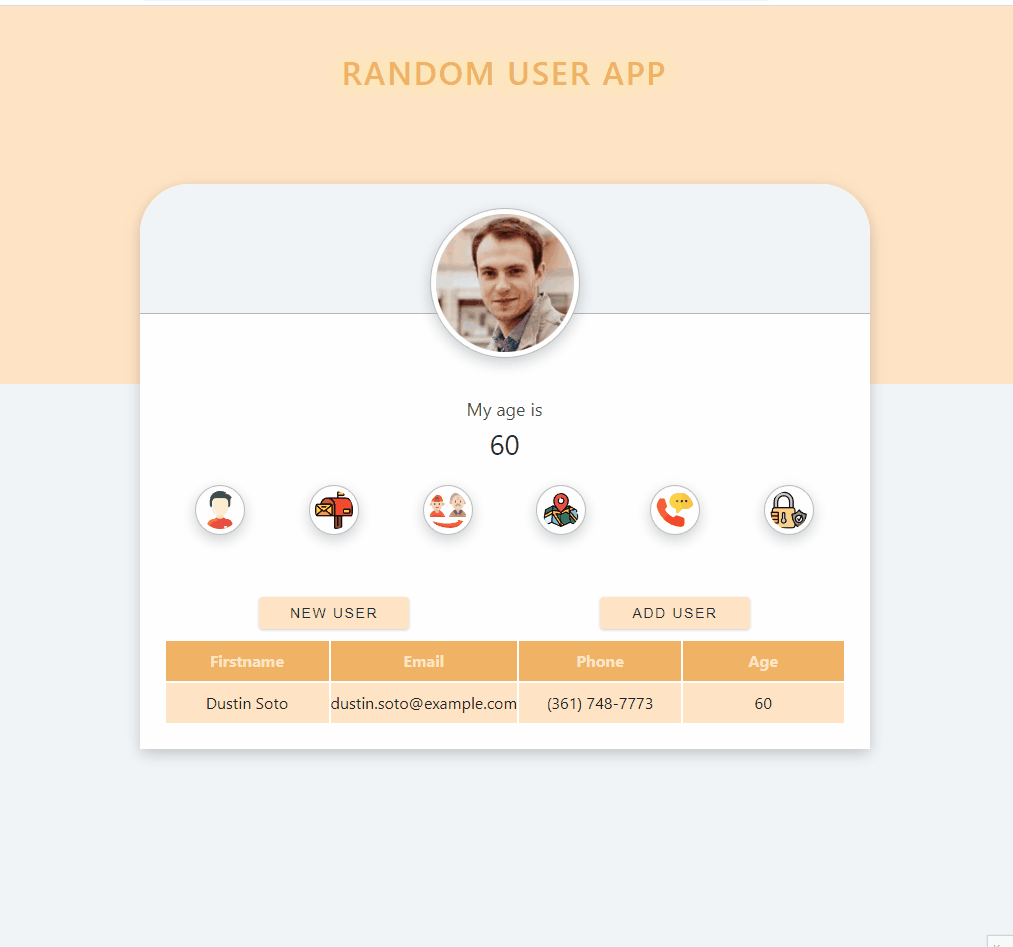 RANDOM USER APP
My age is
60
NEW USER ADD USER
Firstname Email Phone Age
Dustin Soto dustin.soto@example.com (361) 748-7773 60